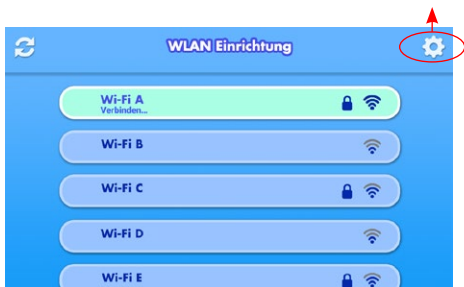 WLAN Einrichtung
Wi-Fi A
Verbinden...
Wi-Fi B
Wi-Fi C
Wi-Fi D
Wi-Fi E